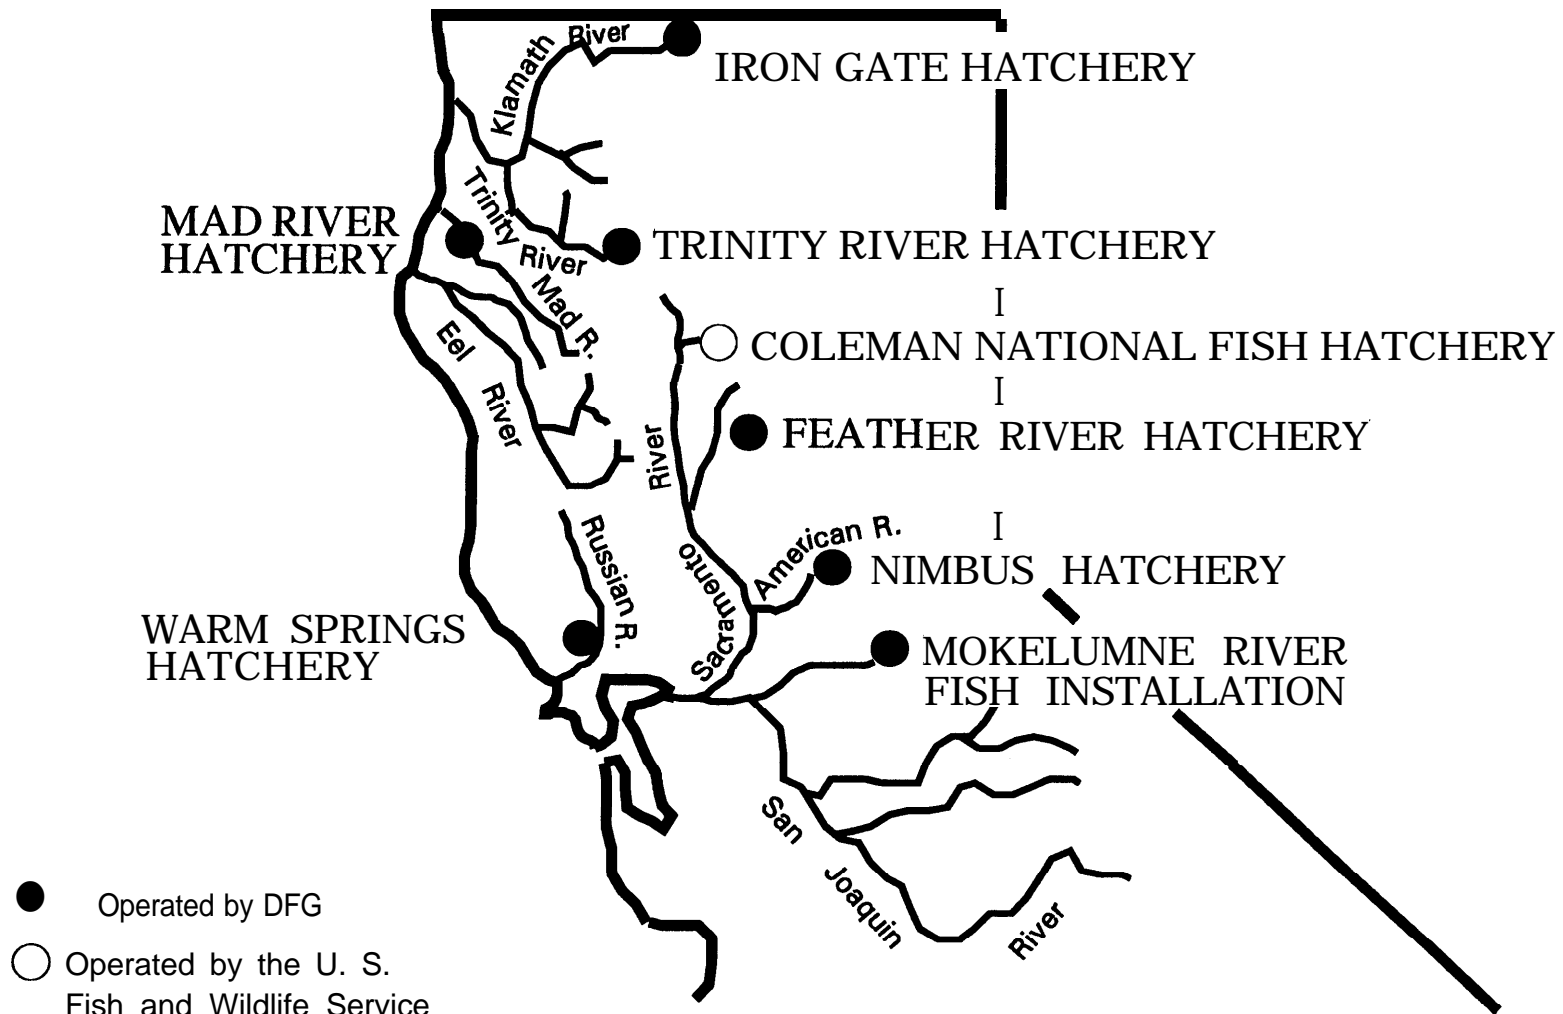 Klamath River
IRON GATE HATCHERY
MAD RIVER
HATCHERY
Trinity River
TRINITY RIVER HATCHERY
Mad R.
Eel River
COLEMAN NATIONAL FISH HATCHERY
FEATHER RIVER HATCHERY
Sacramento River
Russian R.
American R.
NIMBUS HATCHERY
WARM SPRINGS
HATCHERY
MOKELUMNE RIVER
FISH INSTALLATION
San Joaquin River
Operated by DFG
Operated by the U. S.
Fish and Wildlife Service